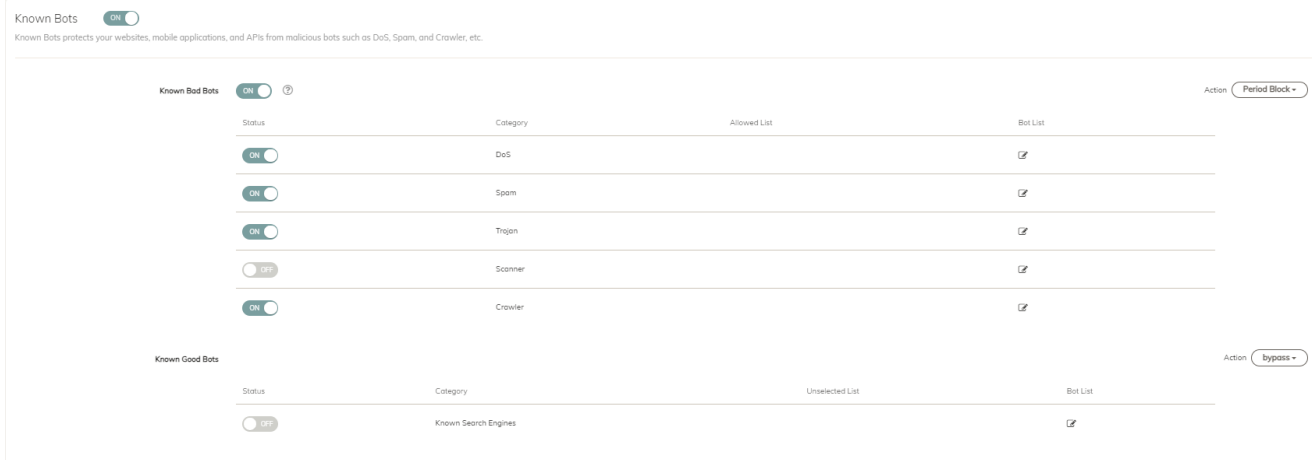 Known Bots ON
Known Bots protects your websites, mobile applications, and APIs from malicious bots such as DoS, Spam, and Crawler, etc.
Known Bad Bots ON ? Action Period Block
Status Category Allowed List Bot List
ON DoS
ON Spam
ON Trojan
OFF Scanner
ON Crawler
Known Good Bots Action bypass
Status Category Unselected List Bot List
OFF Known Search Engines